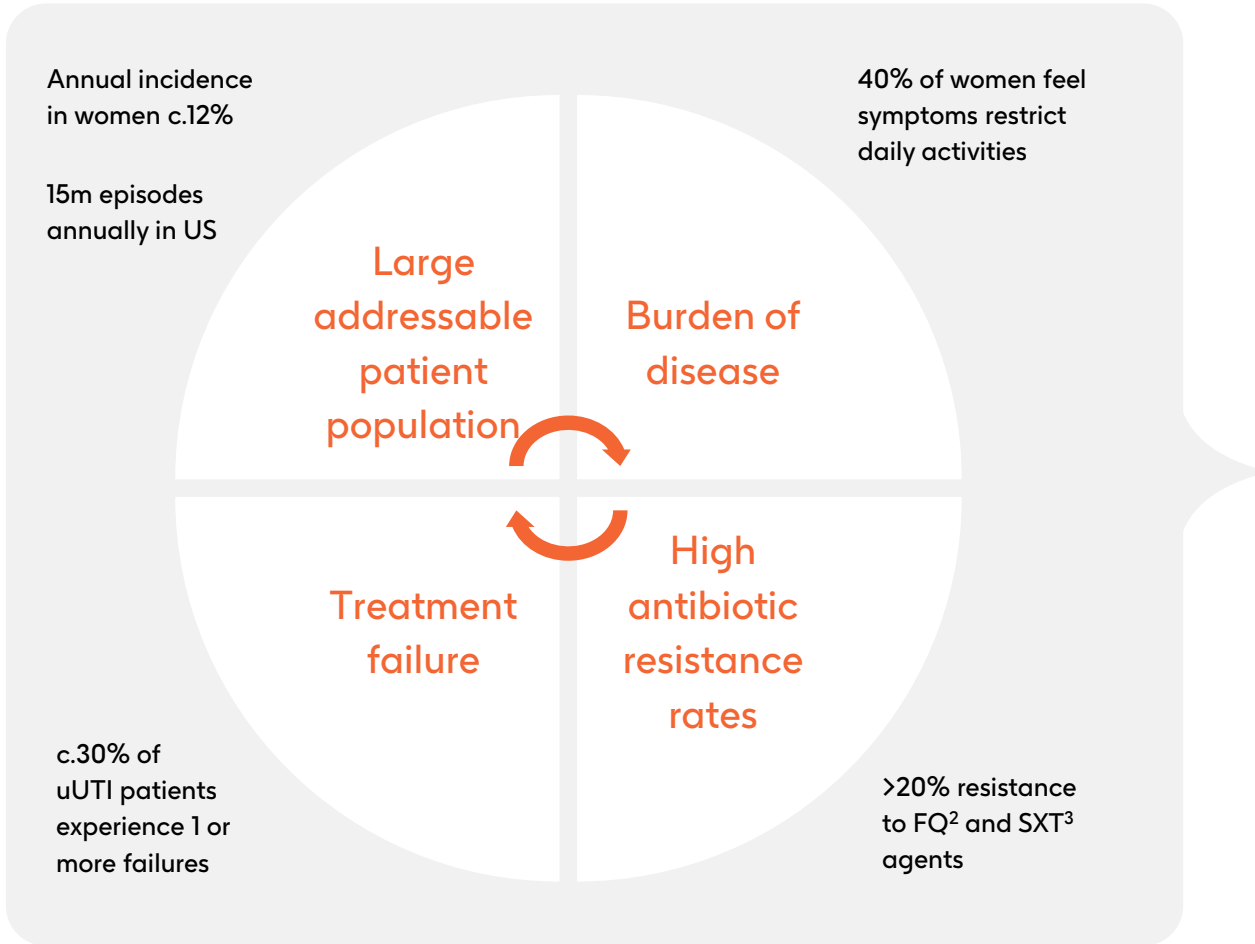 Annual incidence
in women c.12%
15m episodes
annually in US
40% of women feel
symptoms restrict
daily activities
Large
addressable
patient
population
Burden of
disease
Treatment
failure
High
antibiotic
resistance
rates
c.30% of
uUTI patients
experience 1 or
more failures
>20% resistance
to FQ² and SXT³
agents